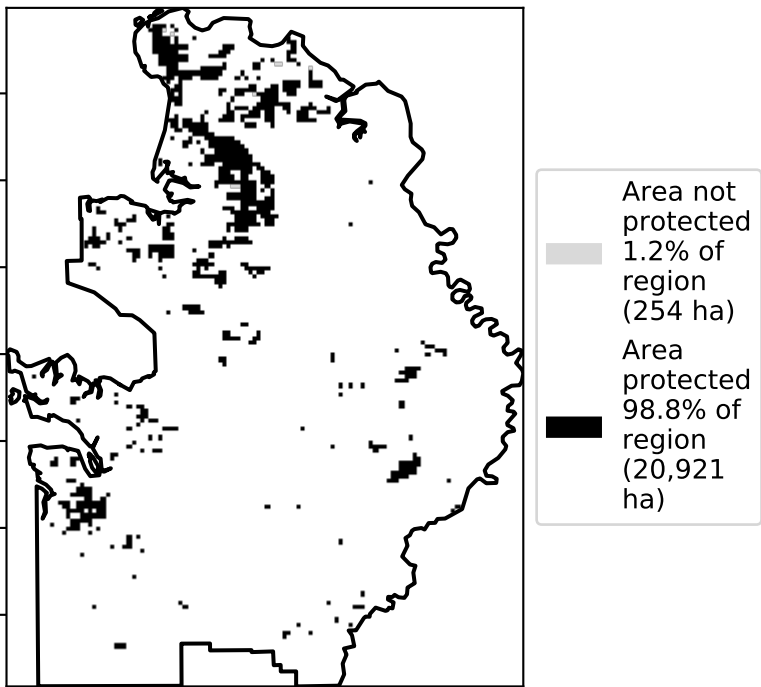 Area not
protected
1.2% of
region
(254 ha)
Area
protected
98.8% of
region
(20,921
ha)